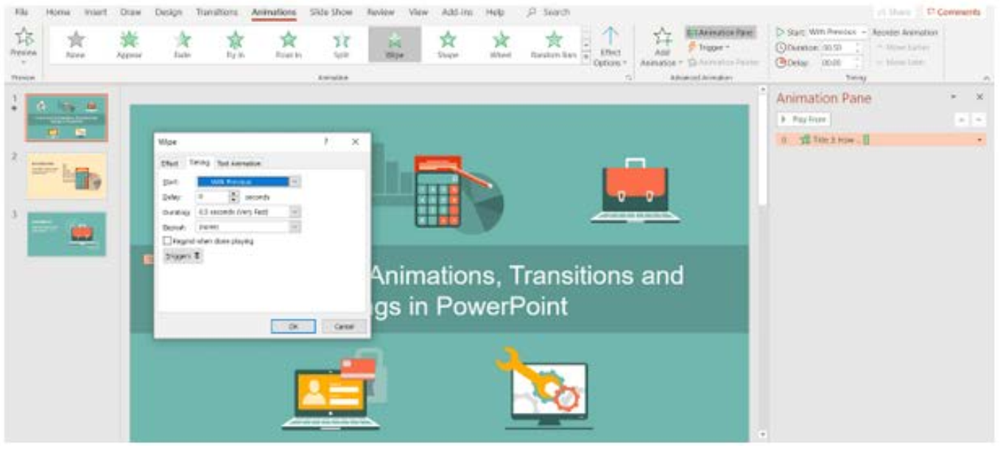 File Home Insert Draw Design Transitions Animations Slide Show Review View Add-ins Help Search
Share Comments
Preview
None Appear Fade Fly In Float In Split Wipe Shape Wheel Random Bars
Effect Options
Add Animation
Animation Pane
Trigger
Animation Painter
Start: With Previous
Duration: 00.50
Delay: 00.00
Reorder Animation
Move Earlier
Move Later
Preview
Animation
Advanced Animation
Timing
1
2
3
Wipe ? ×
Effect Timing Text Animation
Start: With Previous
Delay: 0 seconds
Duration: 0.5 seconds (Very Fast)
Repeat: (none)
Rewind when done playing
Triggers
OK Cancel
Animations, Transitions and
gs in PowerPoint
Animation Pane
Play From
0 Title 3: How ...